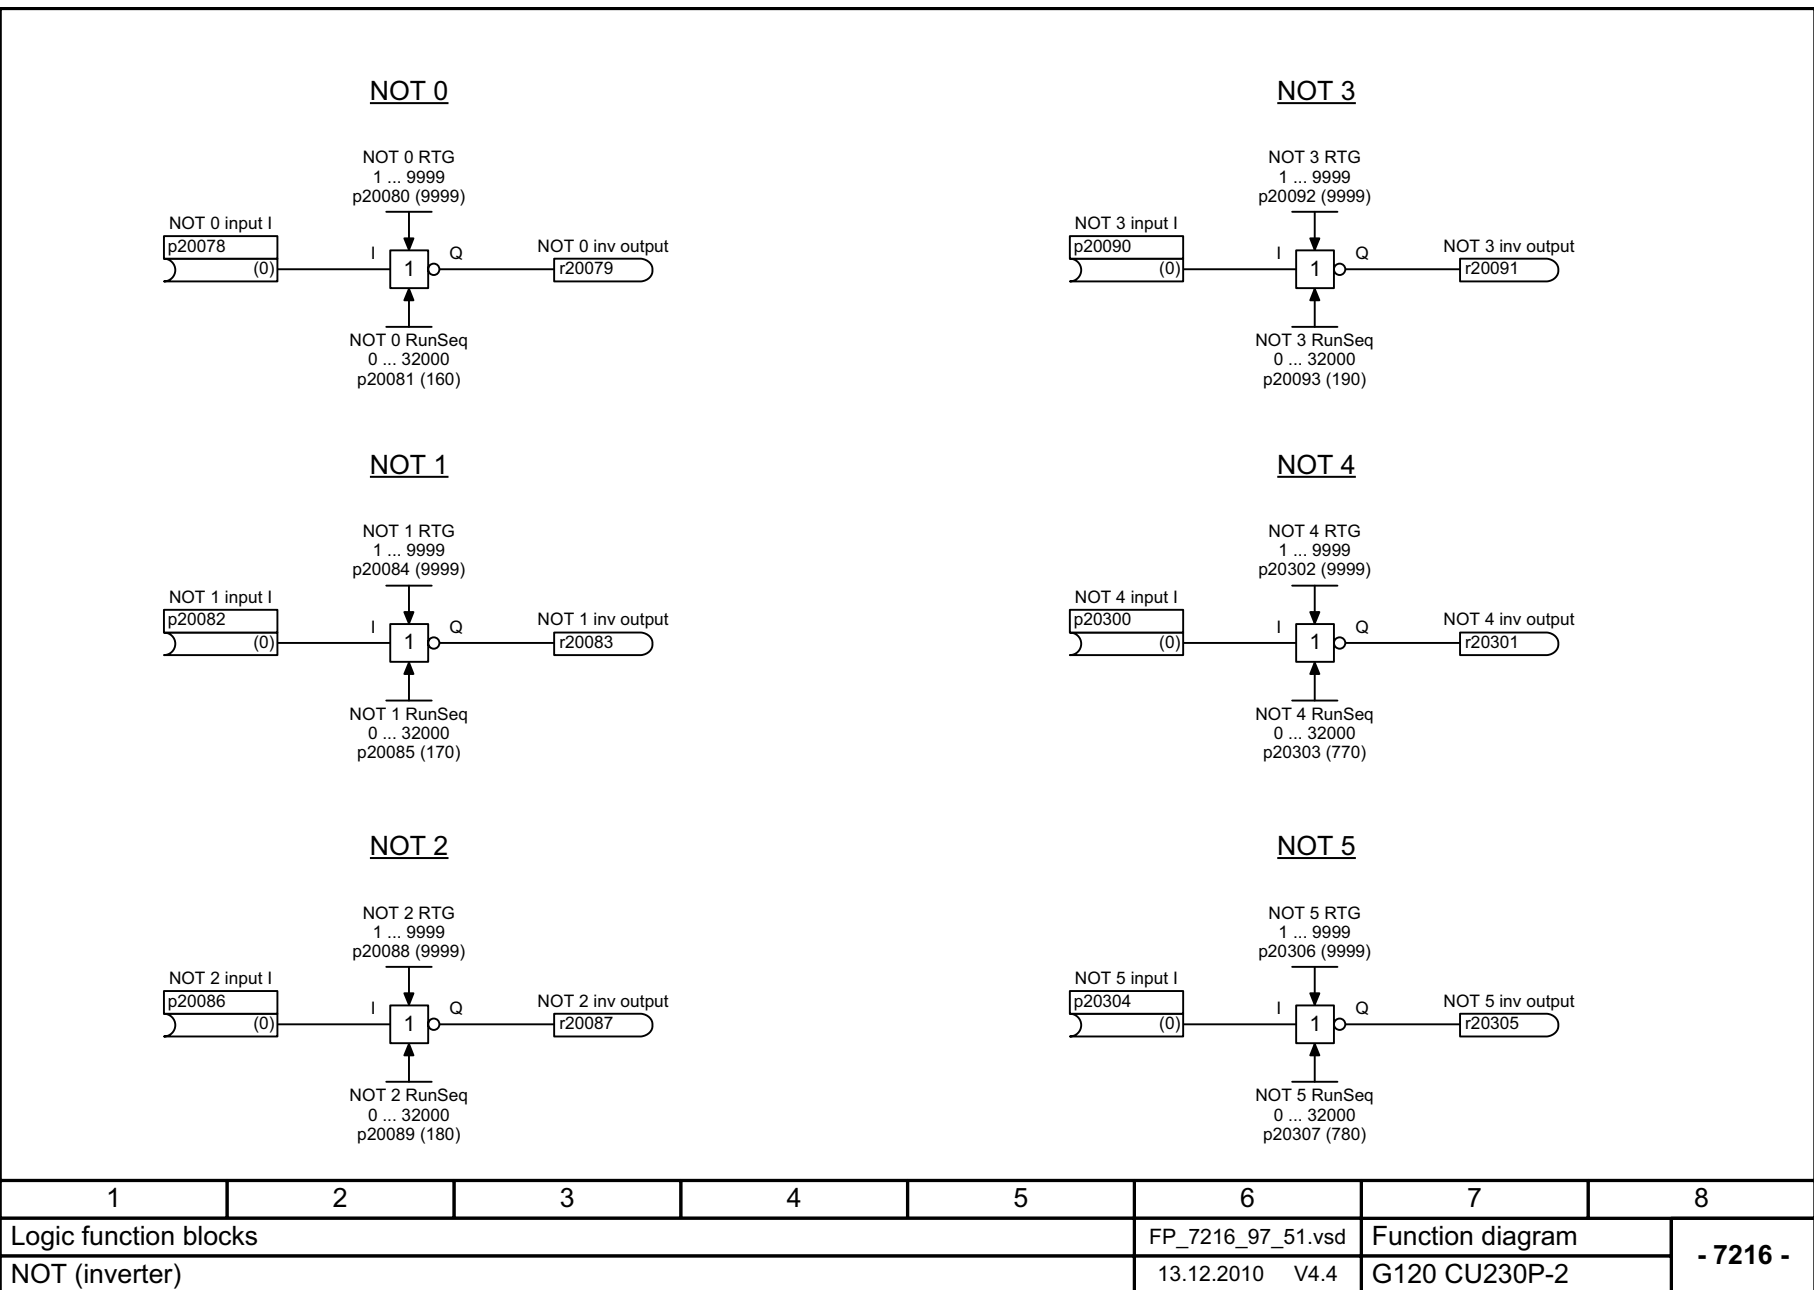 NOT 0
NOT 0 RTG
1 ... 9999
p20080 (9999)
NOT 0 input I
p20078
(0)
I
1
Q
NOT 0 inv output
r20079
NOT 0 RunSeq
0 ... 32000
p20081 (160)
NOT 3
NOT 3 RTG
1 ... 9999
p20092 (9999)
NOT 3 input I
p20090
(0)
I
1
Q
NOT 3 inv output
r20091
NOT 3 RunSeq
0 ... 32000
p20093 (190)
NOT 1
NOT 1 RTG
1 ... 9999
p20084 (9999)
NOT 1 input I
p20082
(0)
I
1
Q
NOT 1 inv output
r20083
NOT 1 RunSeq
0 ... 32000
p20085 (170)
NOT 4
NOT 4 RTG
1 ... 9999
p20302 (9999)
NOT 4 input I
p20300
(0)
I
1
Q
NOT 4 inv output
r20301
NOT 4 RunSeq
0 ... 32000
p20303 (770)
NOT 2
NOT 2 RTG
1 ... 9999
p20088 (9999)
NOT 2 input I
p20086
(0)
I
1
Q
NOT 2 inv output
r20087
NOT 2 RunSeq
0 ... 32000
p20089 (180)
NOT 5
NOT 5 RTG
1 ... 9999
p20306 (9999)
NOT 5 input I
p20304
(0)
I
1
Q
NOT 5 inv output
r20305
NOT 5 RunSeq
0 ... 32000
p20307 (780)
1 2 3 4 5 6 7 8
Logic function blocks FP_7216_97_51.vsd Function diagram
- 7216 -
NOT (inverter) 13.12.2010 V4.4 G120 CU230P-2